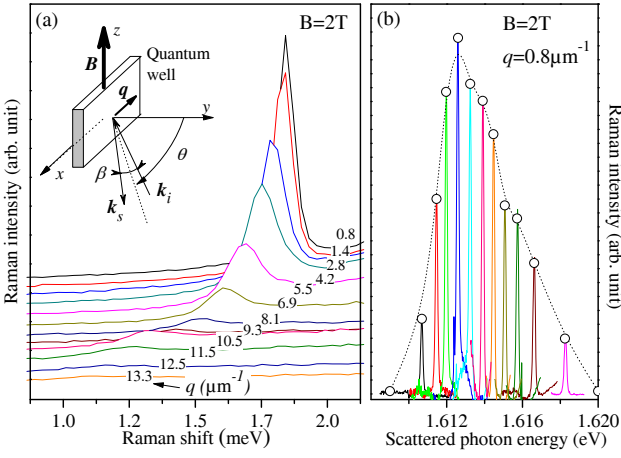 (a)
B=2T
z
B
Quantum
well
q
y
x
β
θ
k_s
k_i
0.8
1.4
2.8
4.2
5.5
6.9
8.1
9.3
10.5
11.5
12.5
13.3
q (μm⁻¹)
Raman intensity (arb. unit)
1.0 1.2 1.5 1.7 2.0
Raman shift (meV)
(b)
B=2T
q=0.8μm⁻¹
Raman intensity (arb. unit)
1.612 1.616 1.620
Scattered photon energy (eV)